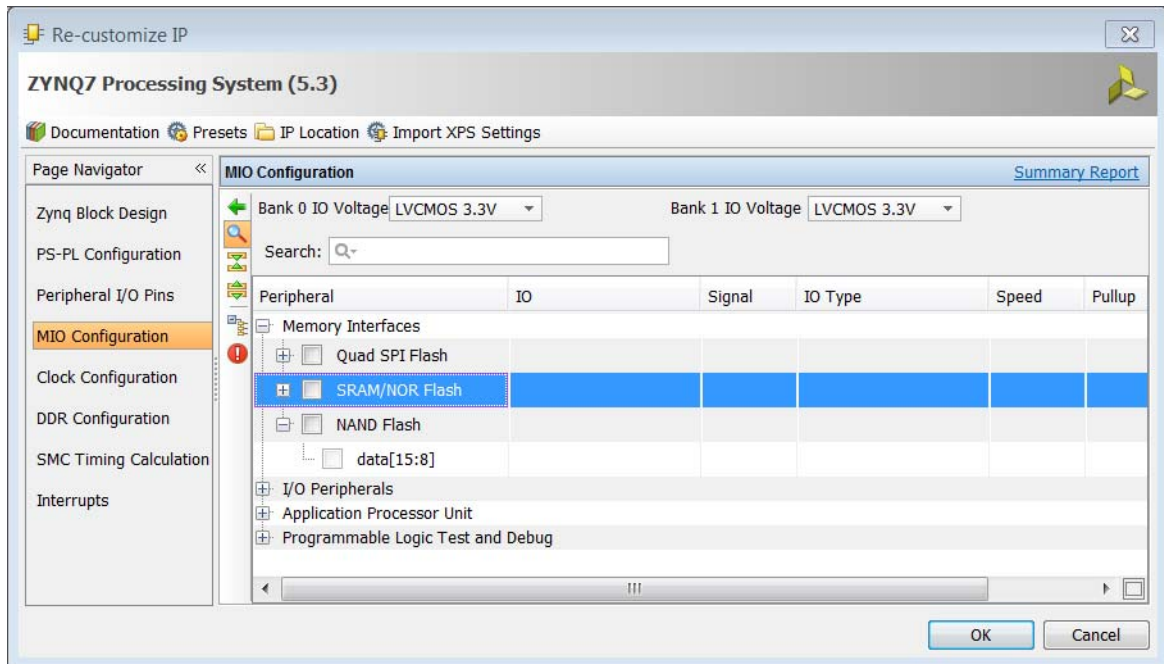 Re-customize IP
ZYNQ7 Processing System (5.3)
Documentation Presets IP Location Import XPS Settings
Page Navigator «
Zynq Block Design
PS-PL Configuration
Peripheral I/O Pins
MIO Configuration
Clock Configuration
DDR Configuration
SMC Timing Calculation
Interrupts
MIO Configuration Summary Report
Bank 0 IO Voltage LVCMOS 3.3V Bank 1 IO Voltage LVCMOS 3.3V
Search:
Peripheral IO Signal IO Type Speed Pullup
Memory Interfaces
Quad SPI Flash
SRAM/NOR Flash
NAND Flash
data[15:8]
I/O Peripherals
Application Processor Unit
Programmable Logic Test and Debug
OK Cancel